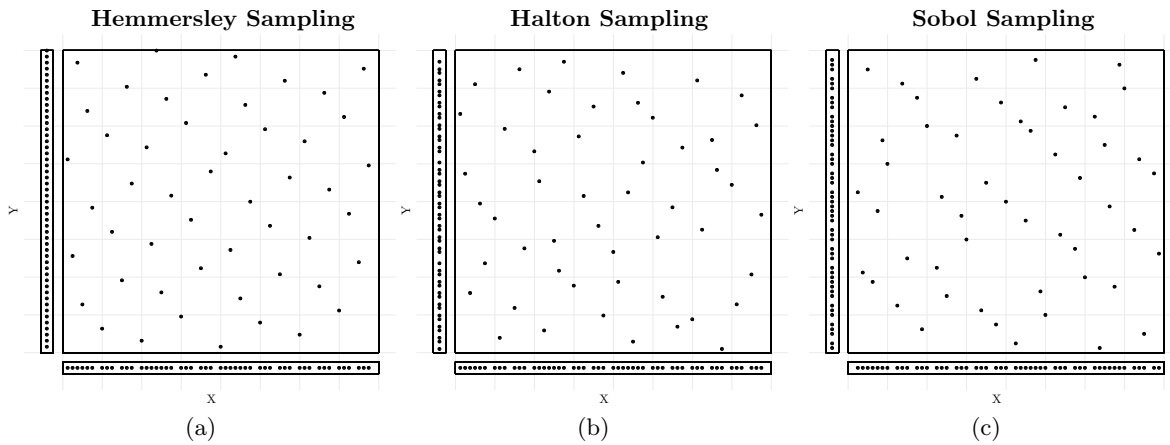 Hemmersley Sampling
Halton Sampling
Sobol Sampling
Y
Y
Y
X
X
X
(a)
(b)
(c)